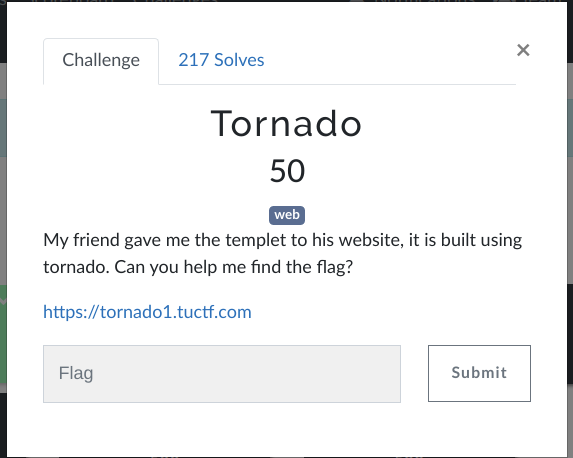 Challenge
217 Solves
×
Tornado
50
web
My friend gave me the templet to his website, it is built using
tornado. Can you help me find the flag?
https://tornado1.tuctf.com
Flag
Submit